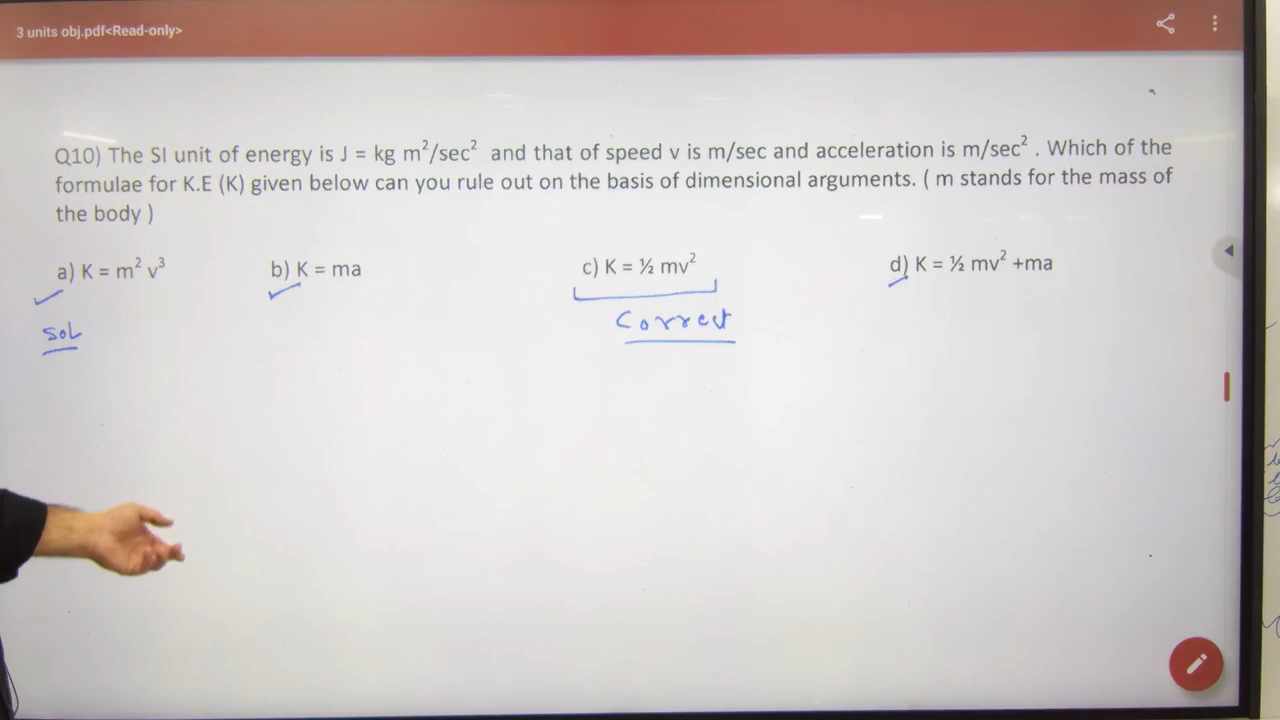 3 units obj.pdf<Read-only>
Q10) The SI unit of energy is J = kg m²/sec² and that of speed v is m/sec and acceleration is m/sec² . Which of the
formulae for K.E (K) given below can you rule out on the basis of dimensional arguments. ( m stands for the mass of
the body )
a) K = m² v³ b) K = ma c) K = ½ mv² d) K = ½ mv² +ma
Sol Correct